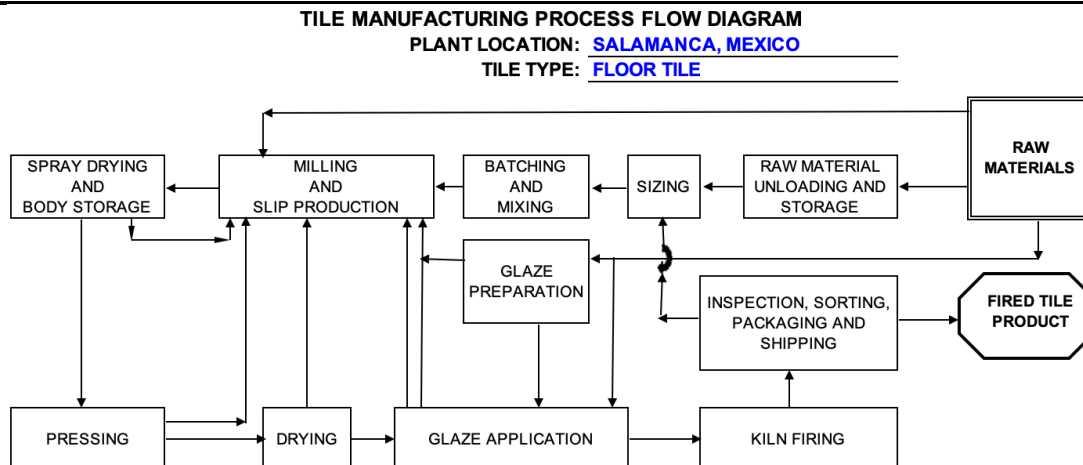 TILE MANUFACTURING PROCESS FLOW DIAGRAM
PLANT LOCATION: SALAMANCA, MEXICO
TILE TYPE: FLOOR TILE
RAW
MATERIALS
SPRAY DRYING
AND
BODY STORAGE
MILLING
AND
SLIP PRODUCTION
BATCHING
AND
MIXING
SIZING
RAW MATERIAL
UNLOADING AND
STORAGE
GLAZE
PREPARATION
INSPECTION, SORTING,
PACKAGING AND
SHIPPING
FIRED TILE
PRODUCT
PRESSING
DRYING
GLAZE APPLICATION
KILN FIRING